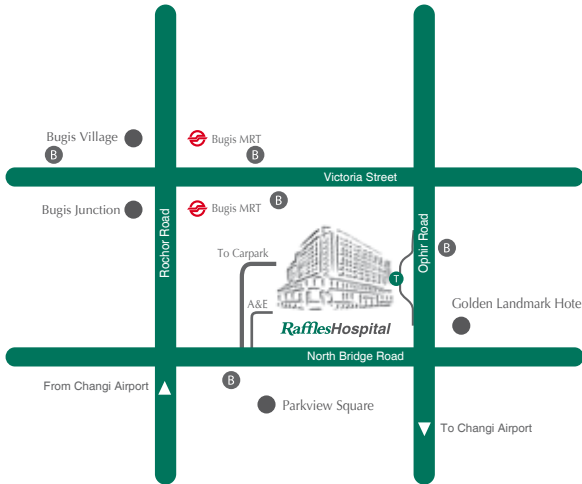 Bugis Village
Bugis MRT
B
B
Victoria Street
B
Bugis Junction
Bugis MRT
Rochor Road
Ophir Road
B
To Carpark
T
A&E
Golden Landmark Hote
RafflesHospital
North Bridge Road
B
From Changi Airport
Parkview Square
To Changi Airport